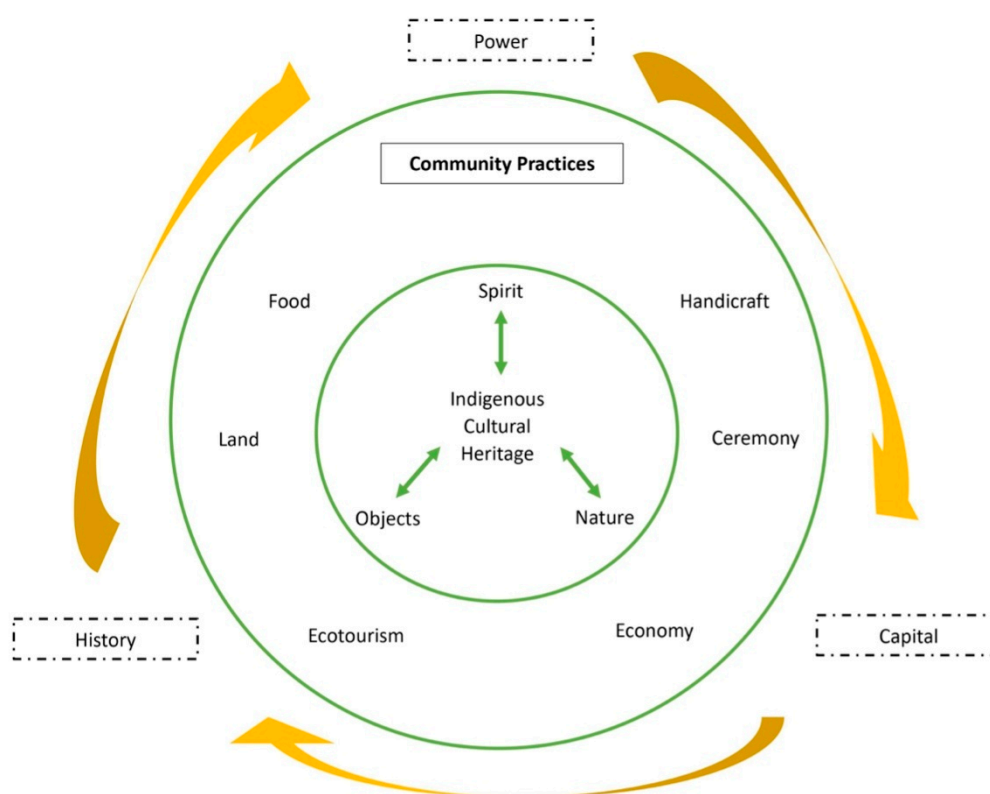 Power
Community Practices
Food
Handicraft
Spirit
Indigenous
Cultural
Heritage
Land
Ceremony
Objects
Nature
History
Ecotourism
Economy
Capital